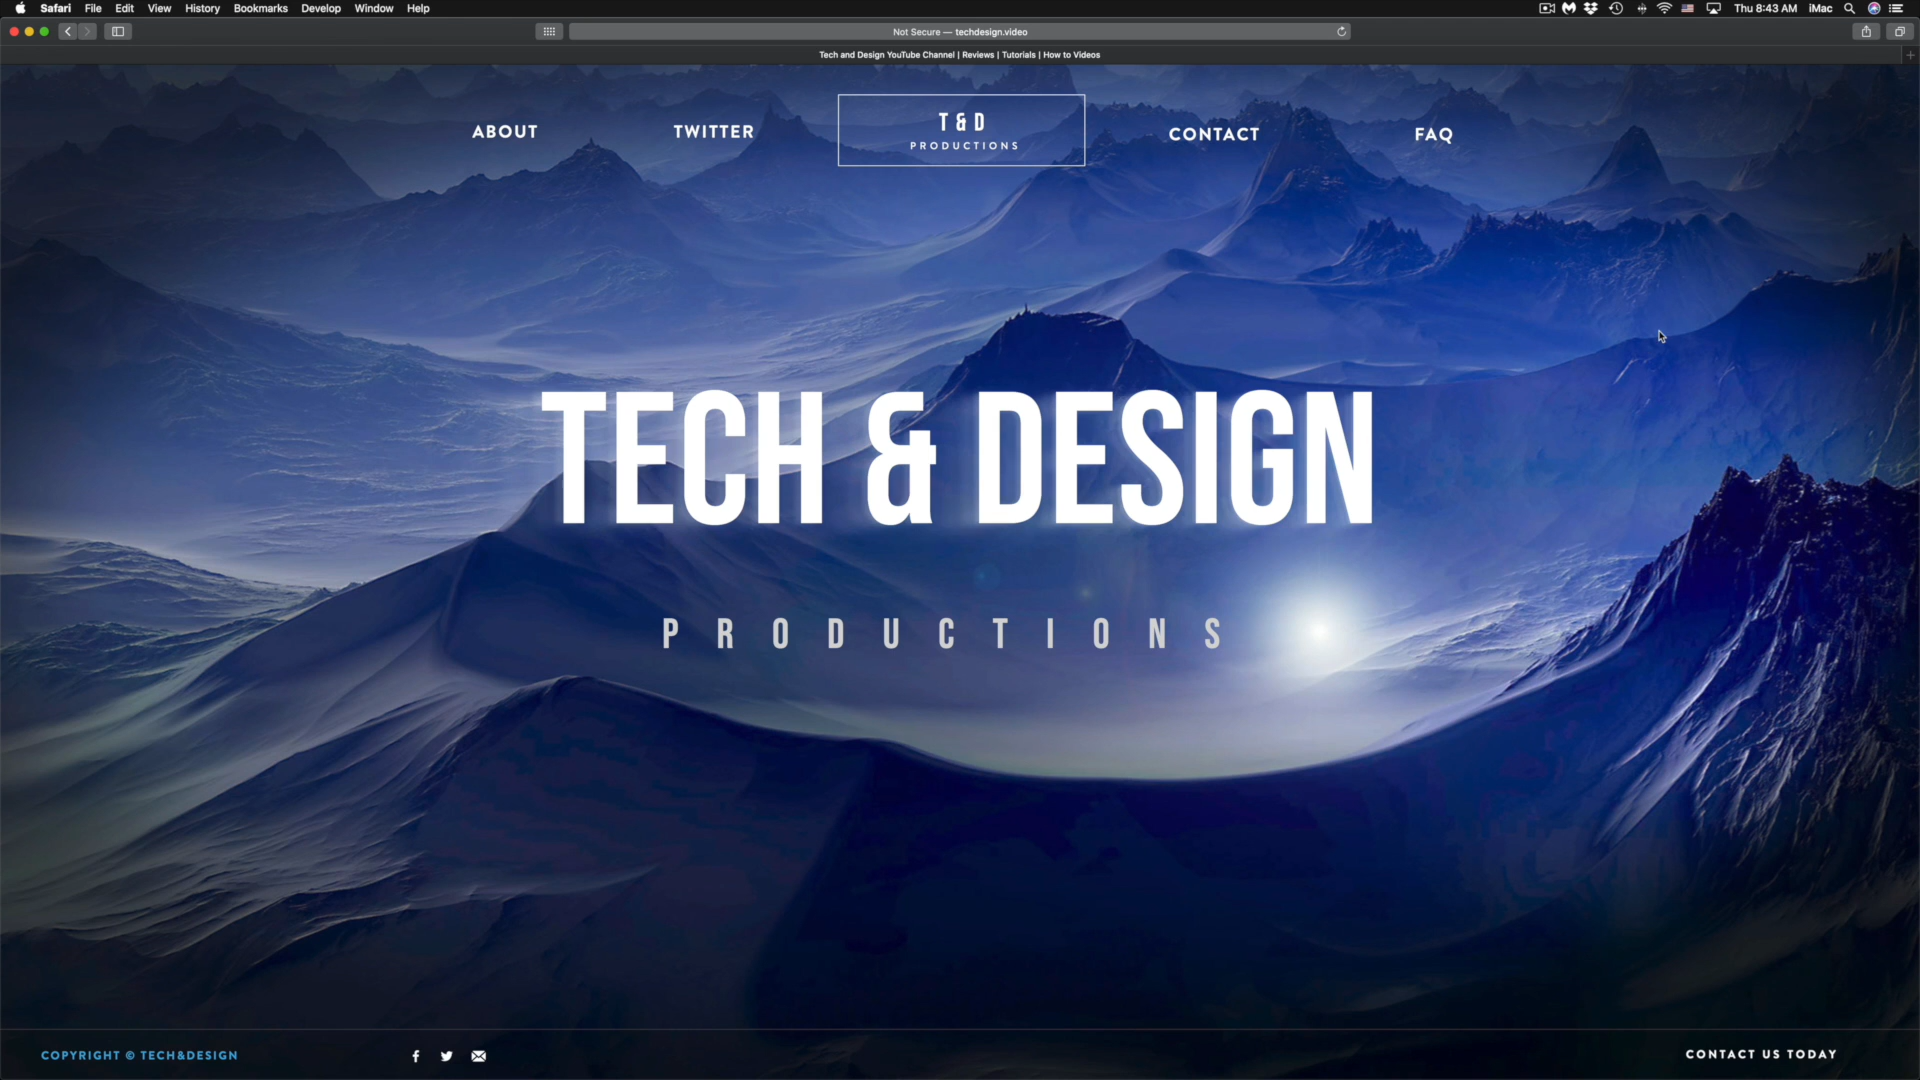 Safari File Edit View History Bookmarks Develop Window Help Thu 8:43 AM iMac
Not Secure — techdesign.video
Tech and Design YouTube Channel | Reviews | Tutorials | How to Videos
ABOUT TWITTER T&D CONTACT FAQ
PRODUCTIONS
TECH & DESIGN
PRODUCTIONS
COPYRIGHT © TECH&DESIGN CONTACT US TODAY